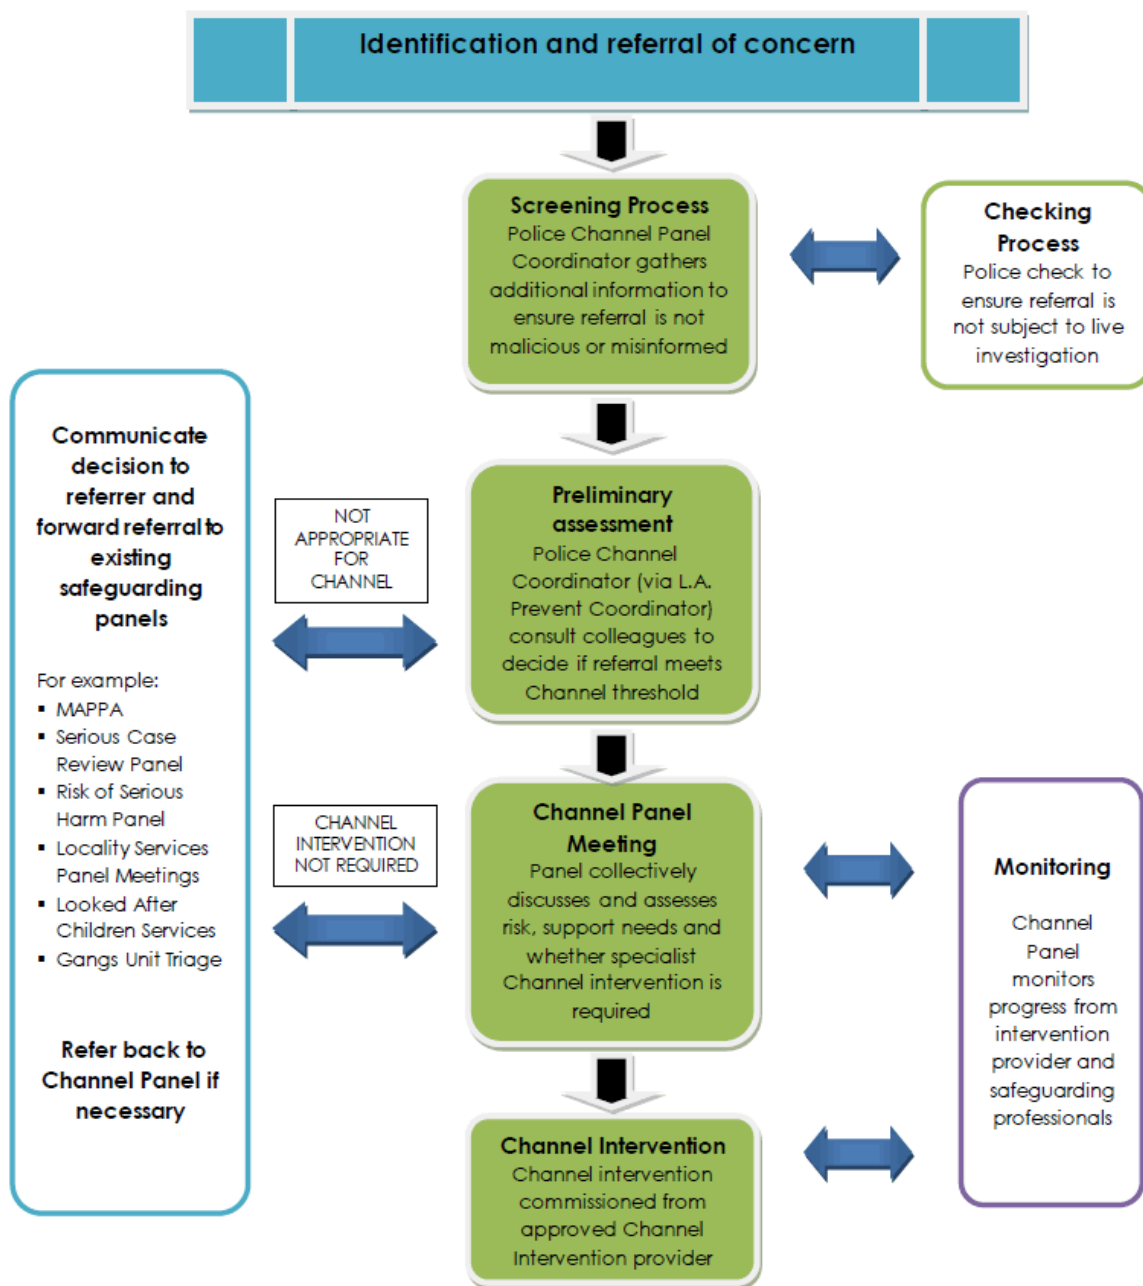 Identification and referral of concern
Screening Process
Police Channel Panel
Coordinator gathers
additional information to
ensure referral is not
malicious or misinformed
Checking
Process
Police check to
ensure referral is
not subject to live
investigation
Communicate
decision to
referrer and
forward referral to
existing
safeguarding
panels
For example:
▪ MAPPA
▪ Serious Case
Review Panel
▪ Risk of Serious
Harm Panel
▪ Locality Services
Panel Meetings
▪ Looked After
Children Services
▪ Gangs Unit Triage
Refer back to
Channel Panel if
necessary
NOT
APPROPRIATE
FOR
CHANNEL
Preliminary
assessment
Police Channel
Coordinator (via L.A.
Prevent Coordinator)
consult colleagues to
decide if referral meets
Channel threshold
CHANNEL
INTERVENTION
NOT REQUIRED
Channel Panel
Meeting
Panel collectively
discusses and assesses
risk, support needs and
whether specialist
Channel intervention is
required
Monitoring
Channel
Panel
monitors
progress from
intervention
provider and
safeguarding
professionals
Channel Intervention
Channel intervention
commissioned from
approved Channel
Intervention provider